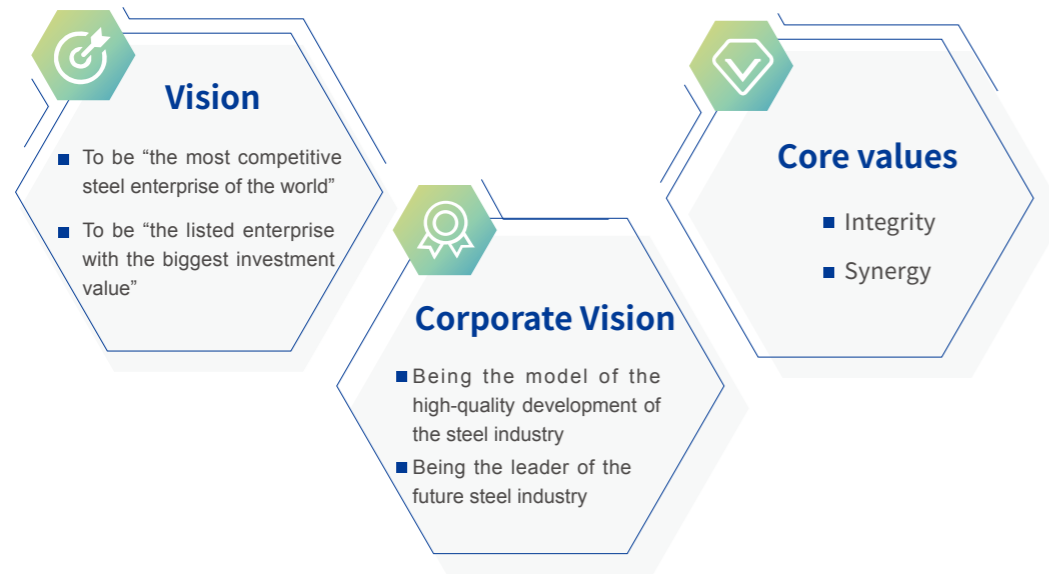 Vision
To be “the most competitive
steel enterprise of the world”
To be “the listed enterprise
with the biggest investment
value”
Corporate Vision
Being the model of the
high-quality development of
the steel industry
Being the leader of the
future steel industry
Core values
Integrity
Synergy